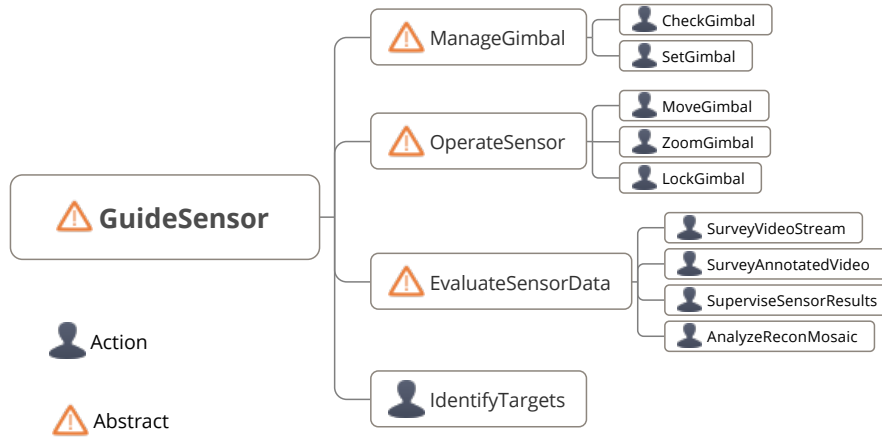 GuideSensor
ManageGimbal
CheckGimbal
SetGimbal
OperateSensor
MoveGimbal
ZoomGimbal
LockGimbal
EvaluateSensorData
SurveyVideoStream
SurveyAnnotatedVideo
SuperviseSensorResults
AnalyzeReconMosaic
IdentifyTargets
Action
Abstract